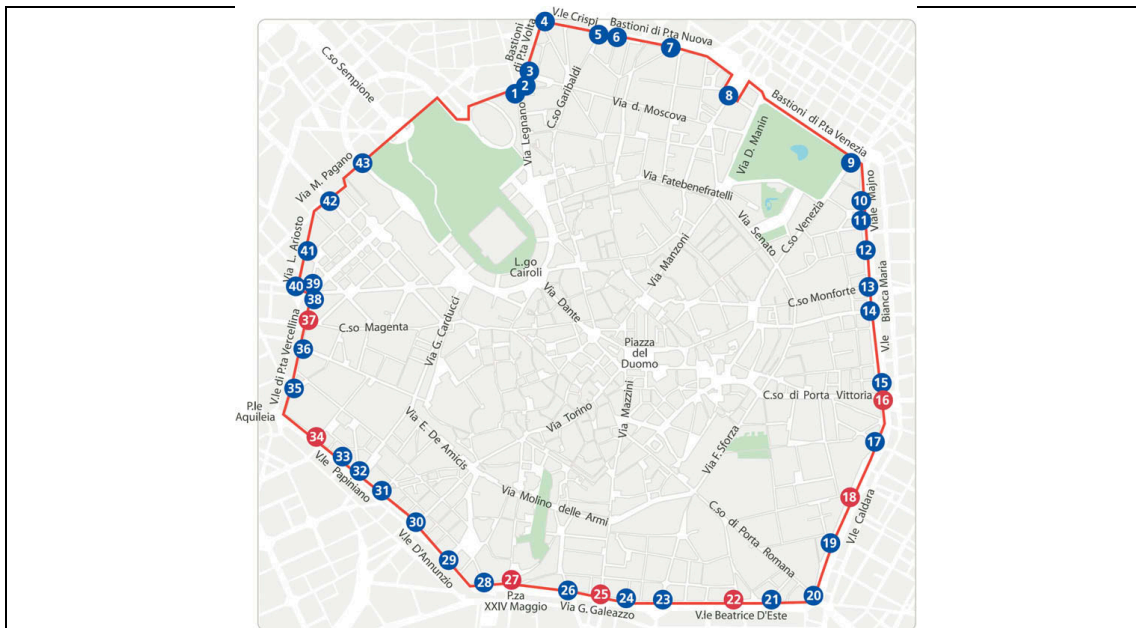 4
V.le Crispi
5
6
Bastioni di P.ta Nuova
7
Bastioni
di P.ta Volta
C.so Sempione
3
2
1
8
Via Legnano
C.so Garibaldi
Via d. Moscova
Bastioni di P.ta Venezia
Via D. Manin
9
43
Via M. Pagano
Via Fatebenefratelli
42
10
11
Viale Majno
Via Senato
C.so Venezia
Via L. Ariosto
41
12
L.go
Cairoli
Via Manzoni
40
39
38
13
C.so Monforte
14
V.le Bianca Maria
Via Dante
37
C.so Magenta
Via G. Carducci
36
V.le di P.ta Vercellina
Piazza
del
Duomo
35
15
C.so di Porta Vittoria
16
P.le
Aquileia
Via Torino
Via Mazzini
34
Via E. De Amicis
17
33
32
V.le Papiniano
31
Via F. Sforza
18
Via Molino delle Armi
30
C.so di Porta Romana
V.le Caldara
19
V.le D'Annunzio
29
28
27
P.za
XXIV Maggio
26
25
Via G. Galeazzo
24
23
22
V.le Beatrice D'Este
21
20